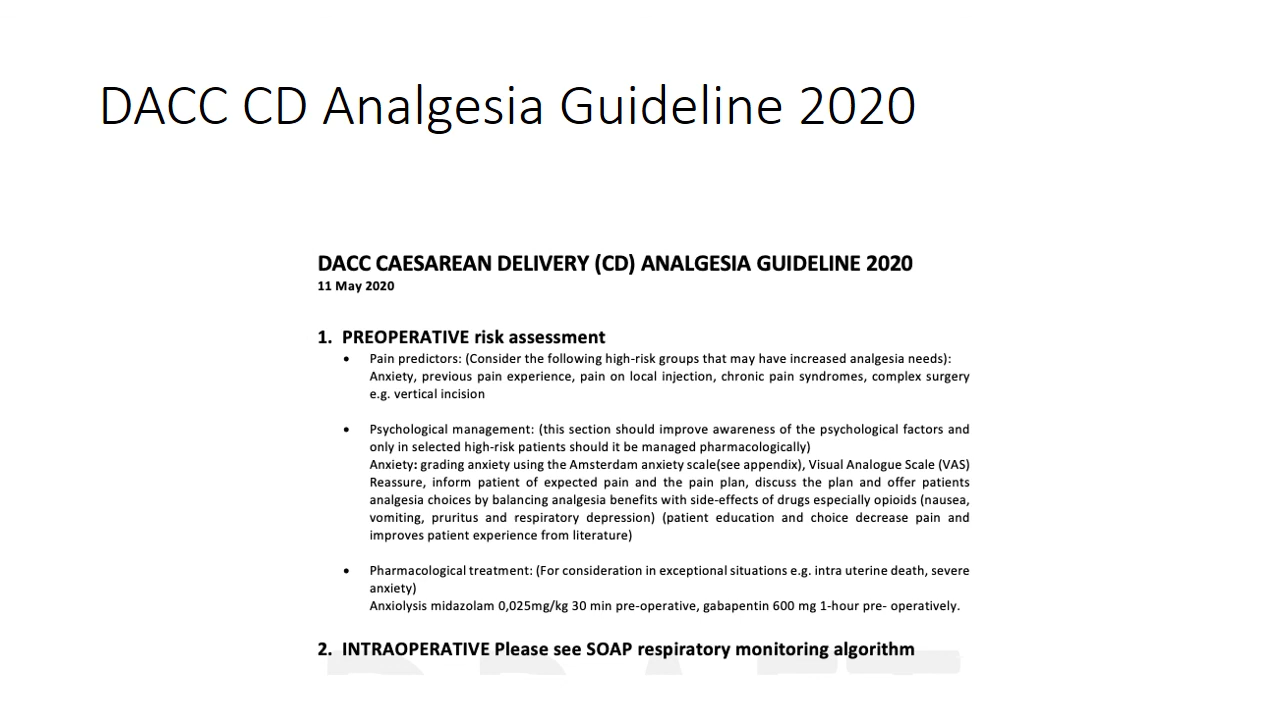 DACC CD Analgesia Guideline 2020
DACC CAESAREAN DELIVERY (CD) ANALGESIA GUIDELINE 2020
11 May 2020
1. PREOPERATIVE risk assessment
• Pain predictors: (Consider the following high-risk groups that may have increased analgesia needs):
Anxiety, previous pain experience, pain on local injection, chronic pain syndromes, complex surgery
e.g. vertical incision
• Psychological management: (this section should improve awareness of the psychological factors and
only in selected high-risk patients should it be managed pharmacologically)
Anxiety: grading anxiety using the Amsterdam anxiety scale(see appendix), Visual Analogue Scale (VAS)
Reassure, inform patient of expected pain and the pain plan, discuss the plan and offer patients
analgesia choices by balancing analgesia benefits with side-effects of drugs especially opioids (nausea,
vomiting, pruritus and respiratory depression) (patient education and choice decrease pain and
improves patient experience from literature)
• Pharmacological treatment: (For consideration in exceptional situations e.g. intra uterine death, severe
anxiety)
Anxiolysis midazolam 0,025mg/kg 30 min pre-operative, gabapentin 600 mg 1-hour pre- operatively.
2. INTRAOPERATIVE Please see SOAP respiratory monitoring algorithm